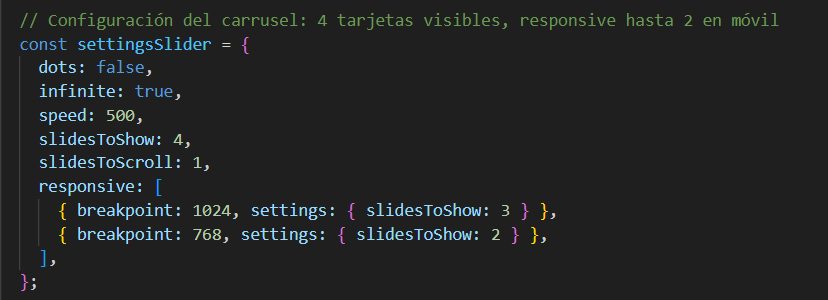 // Configuración del carrusel: 4 tarjetas visibles, responsive hasta 2 en móvil
const settingsSlider = {
  dots: false,
  infinite: true,
  speed: 500,
  slidesToShow: 4,
  slidesToScroll: 1,
  responsive: [
    { breakpoint: 1024, settings: { slidesToShow: 3 } },
    { breakpoint: 768, settings: { slidesToShow: 2 } },
  ],
};